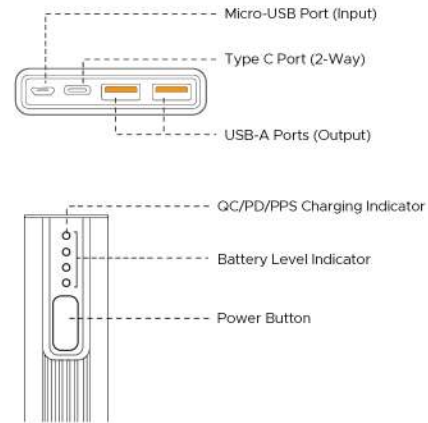 Micro-USB Port (Input)
Type C Port (2-Way)
USB-A Ports (Output)
QC/PD/PPS Charging Indicator
Battery Level Indicator
Power Button